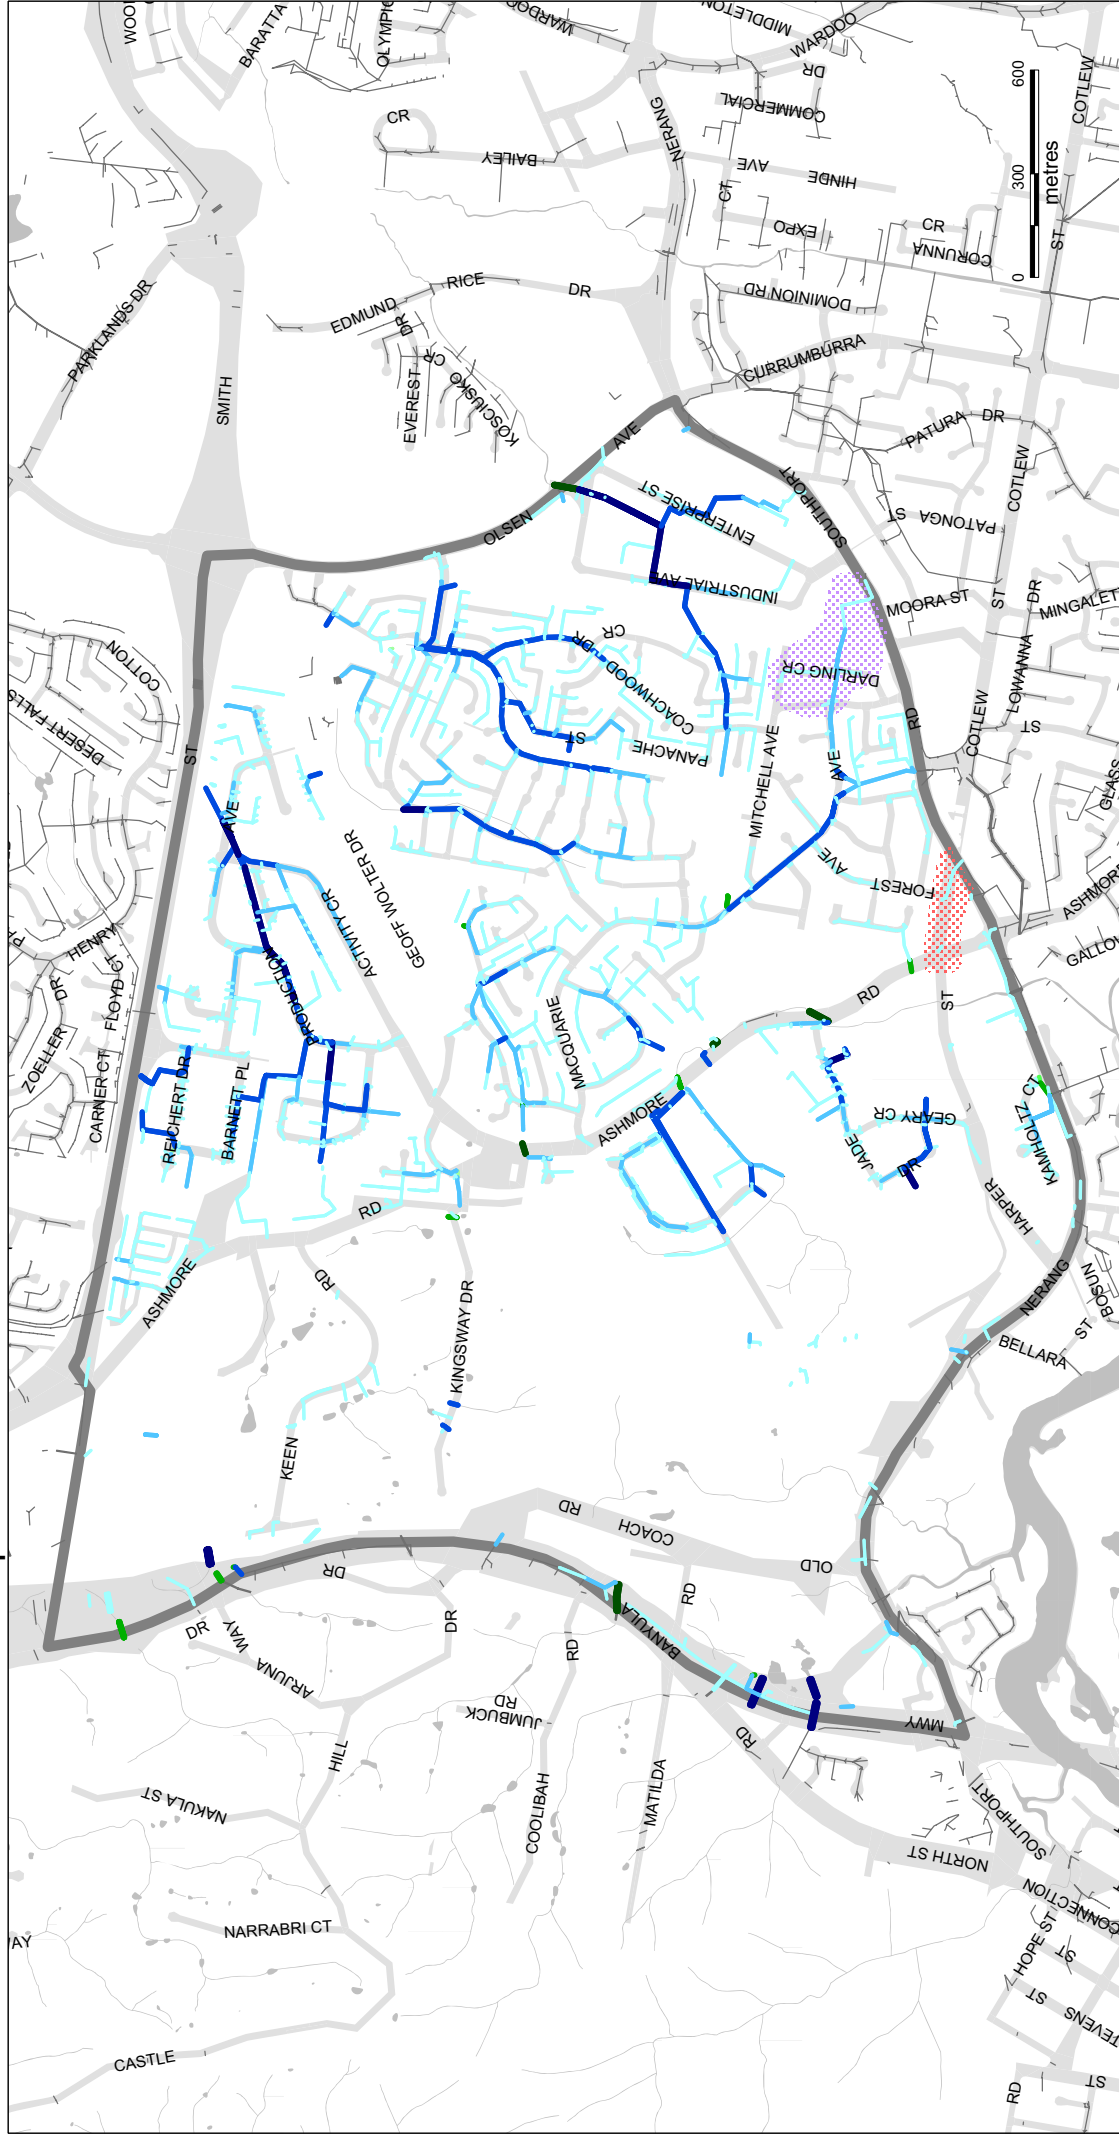 WARDOO
MIDDLETON
WARDOO
DR
BARATTA
OLYMPIC
CR
BAILEY
NERANG
COMMERCIAL
AVE
HINDE
CT
EXPO
CR
CORUNNA
COTLEW
ST
600
300
0
metres
PARKLANDS DR
SMITH
EDMUND
RICE
DR
DR
EVEREST
CR
KOSCIUSKO
DOMINION RD
CURRUMBURRA
AVE
OLSEN
ENTERPRISE ST
INDUSTRIAL AVE
SOUTHPORT
PATURA
DR
COTLEW
PATONGA
ST
MOORA ST
ST
DR
MINGALET
LOWANNA
ST
COTLEW
RD
COTTON
DESERT FALLS
ST
CR
DR
COACHWOOD
ST
PANACHE
DARLING CR
MITCHELL AVE
AVE
AVE
FOREST
ASHMORE
AVE
GEOFF WOLTER DR
ACTIVITY CR
PRODUCTION
HENRY
DR
ZOELLER
FLOYD CT
CARNER CT
REICHERT DR
BARNETT PL
MACQUARIE
ASHMORE
RD
ST
JADE
GEARY CR
DR
HARPER
KAMHOLTZ
CT
RD
ASHMORE
RD
KINGSWAY DR
KEEN
NERANG
BOSUN
ST
BELLARA
RD
COACH
OLD
DR
DR
WAY
ARJUNA
DR
RD
BANYULA
RD
RD
JUMBUCK
RD
HILL
COOLIBAH
MATILDA
MWY
SOUTHPORT
NORTH ST
CONNECTION
NAKULA ST
NARRABRI CT
CASTLE
HOPE ST
ST
ST
STEVENS
ST
RD